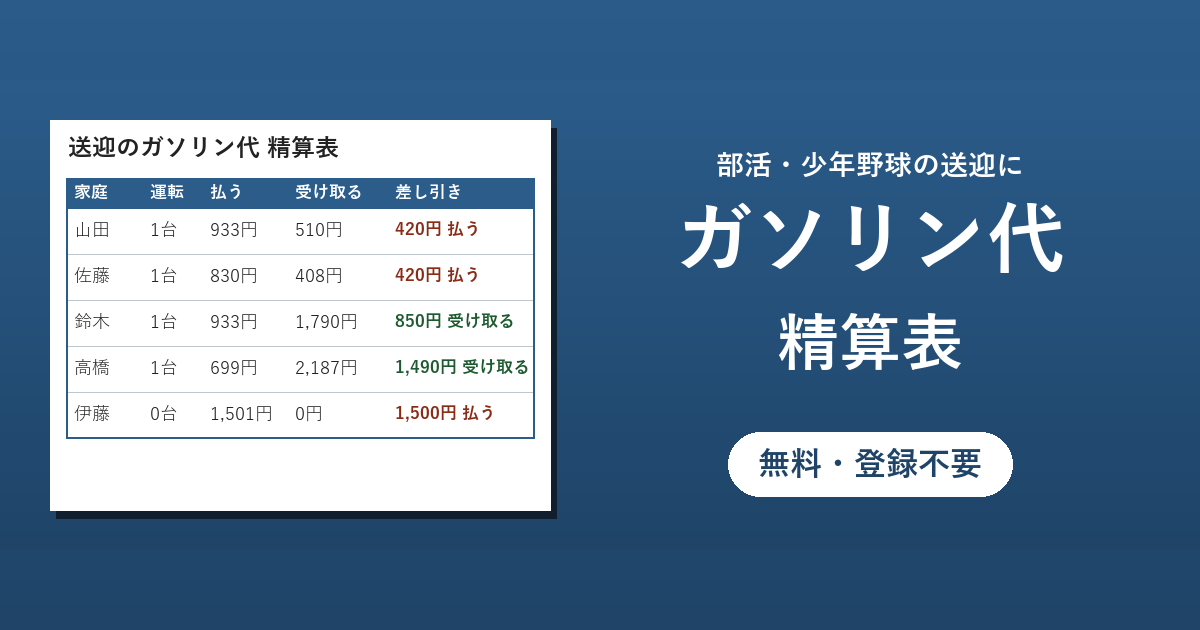 送迎のガソリン代 精算表
家庭 運転 払う 受け取る 差し引き
山田 1台 933円 510円 420円 払う
佐藤 1台 830円 408円 420円 払う
鈴木 1台 933円 1,790円 850円 受け取る
高橋 1台 699円 2,187円 1,490円 受け取る
伊藤 0台 1,501円 0円 1,500円 払う
部活・少年野球の送迎に
ガソリン代
精算表
無料・登録不要